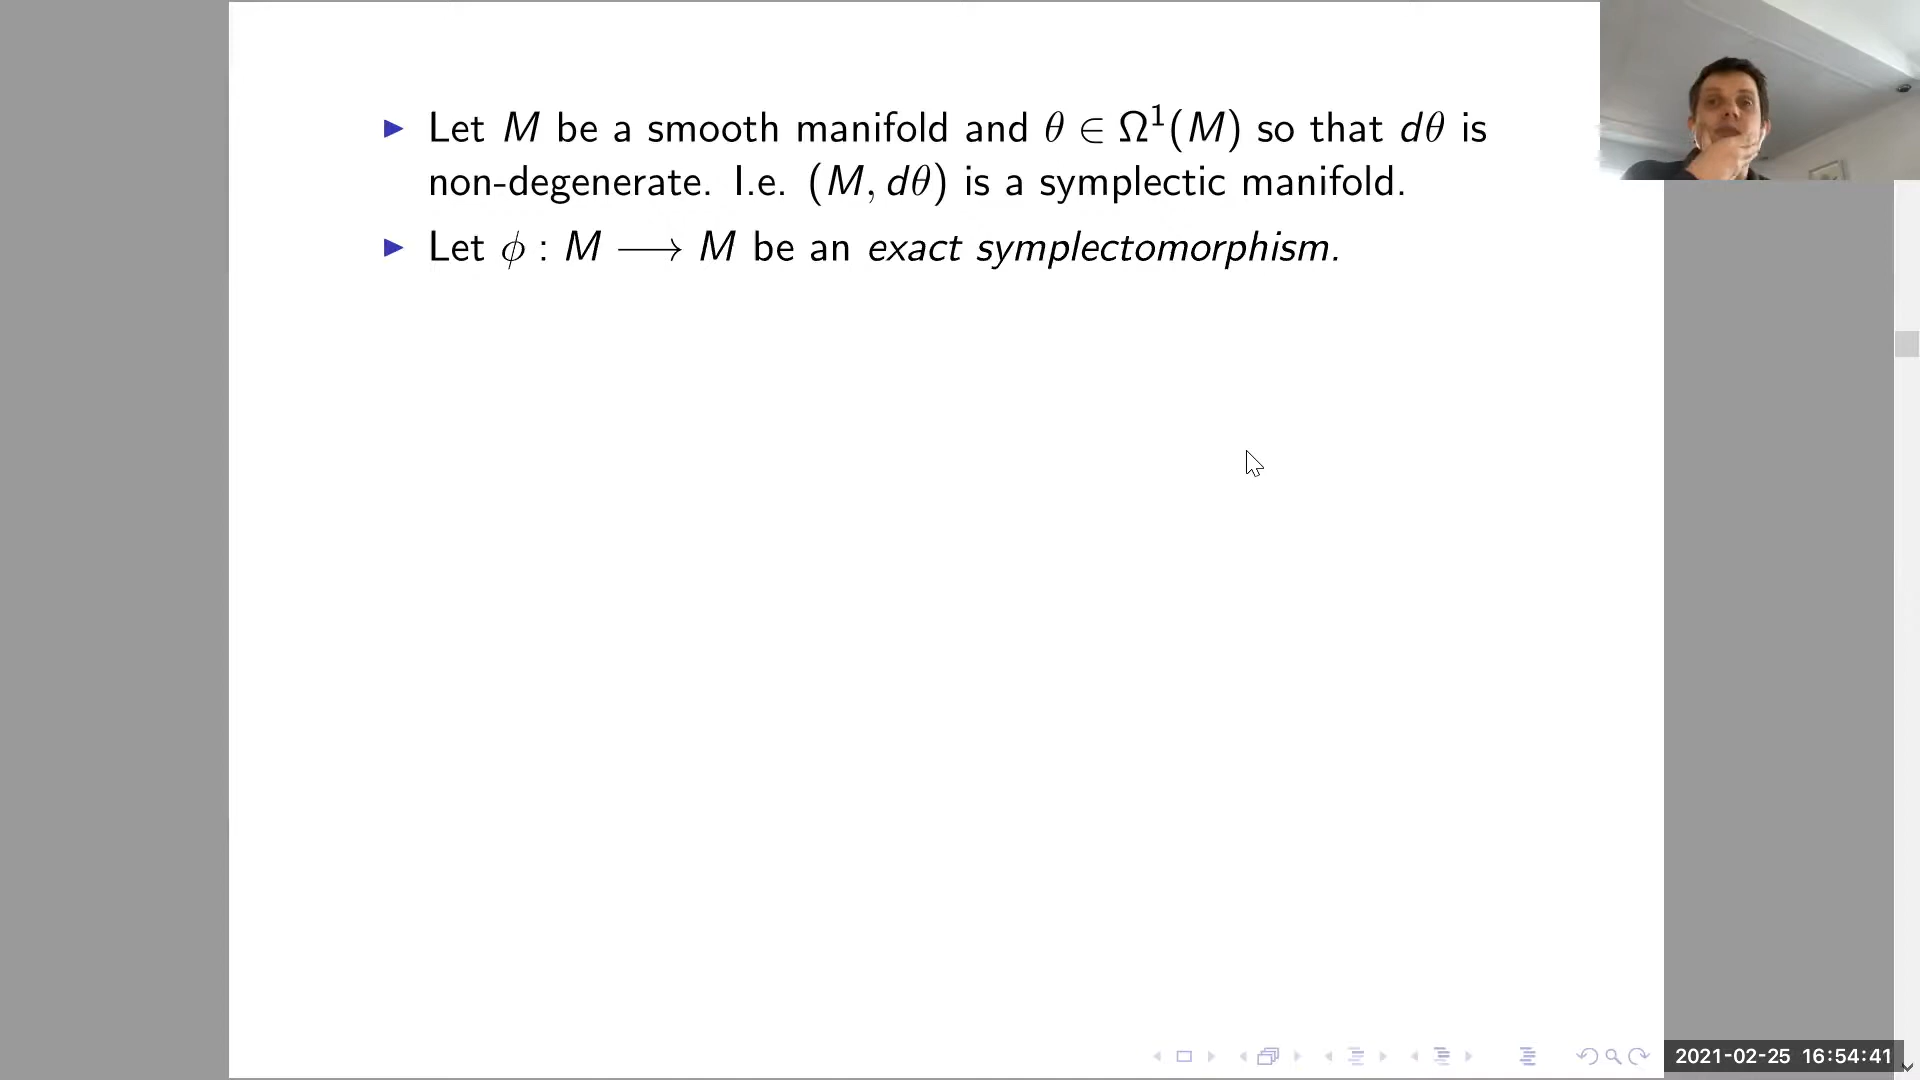 ▶ Let M be a smooth manifold and θ ∈ Ω¹(M) so that dθ is
non-degenerate. I.e. (M, dθ) is a symplectic manifold.
▶ Let ϕ : M ⟶ M be an exact symplectomorphism.
2021-02-25 16:54:41